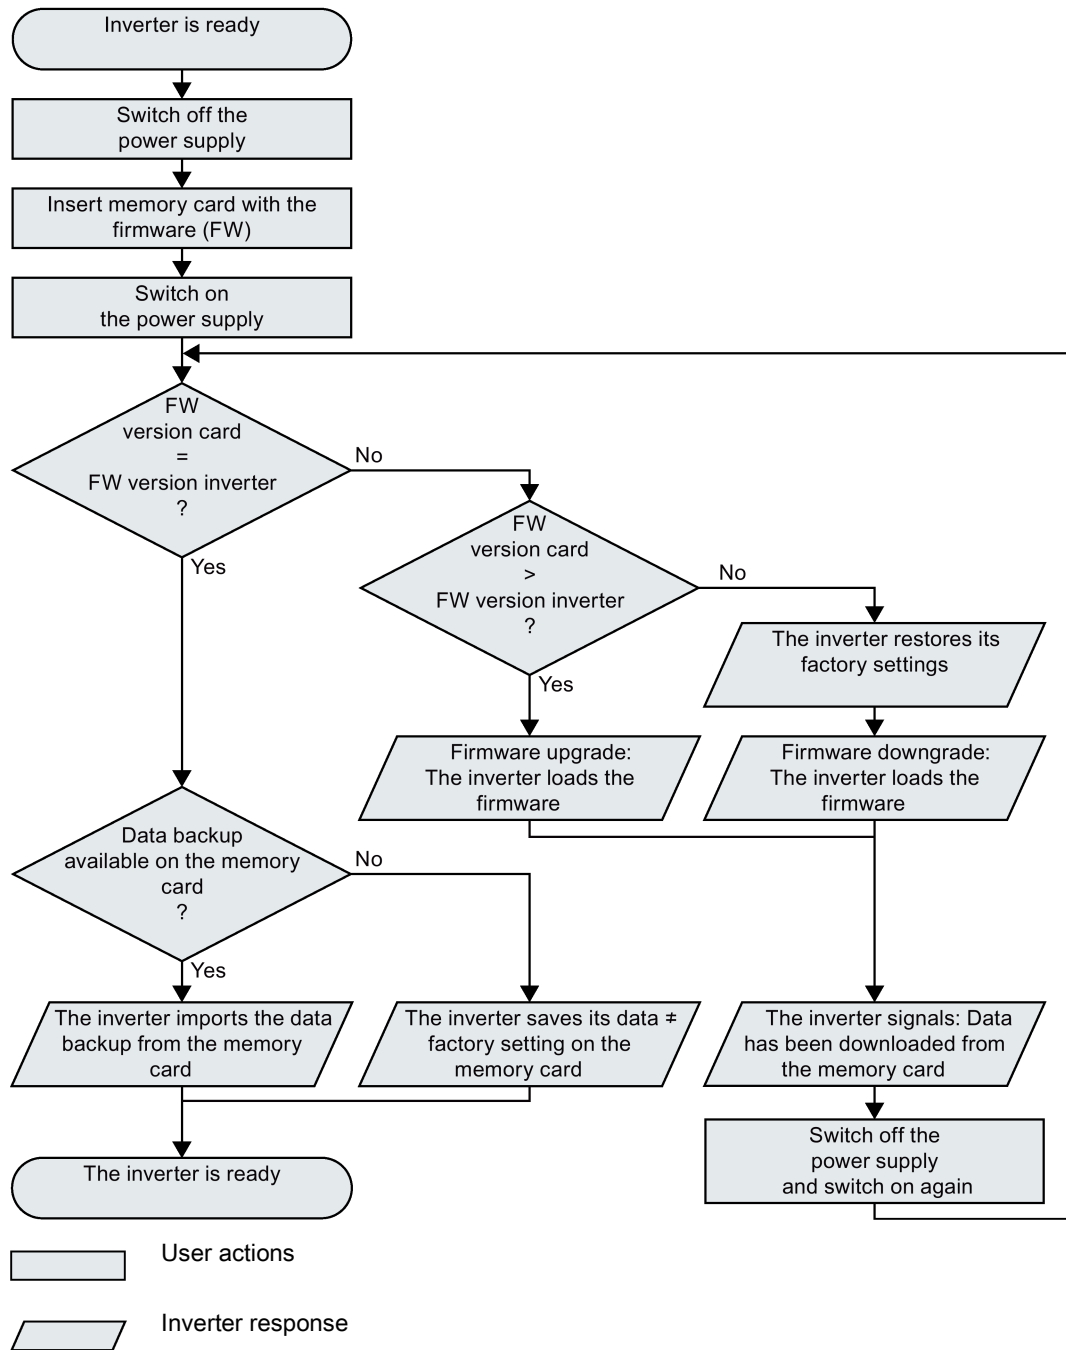 Inverter is ready
Switch off the
power supply
Insert memory card with the
firmware (FW)
Switch on
the power supply
FW
version card
=
FW version inverter
?
No
Yes
FW
version card
>
FW version inverter
?
No
Yes
The inverter restores its
factory settings
Firmware upgrade:
The inverter loads the
firmware
Firmware downgrade:
The inverter loads the
firmware
Data backup
available on the memory
card
?
No
Yes
The inverter imports the data
backup from the memory
card
The inverter saves its data ≠
factory setting on the
memory card
The inverter signals: Data
has been downloaded from
the memory card
Switch off the
power supply
and switch on again
The inverter is ready
User actions
Inverter response